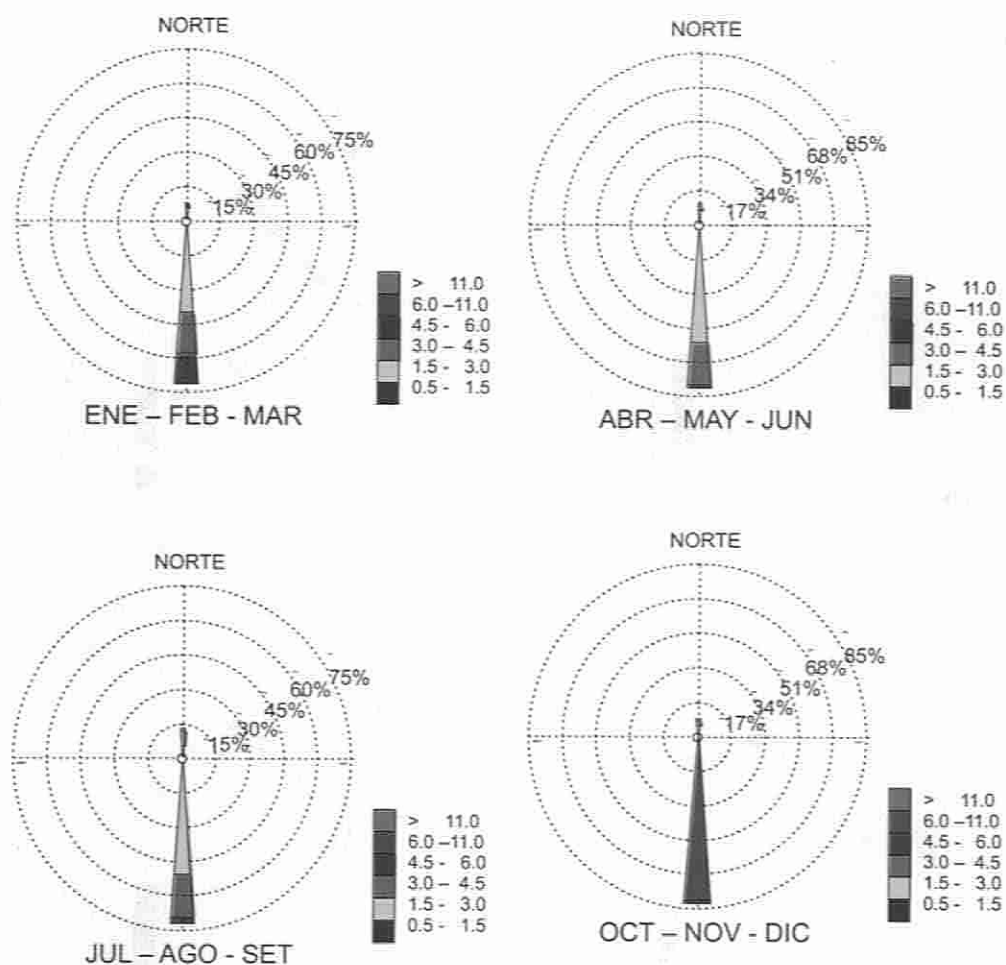 NORTE
75%
60%
45%
30%
15%
> 11.0
6.0 –11.0
4.5 - 6.0
3.0 – 4.5
1.5 - 3.0
0.5 - 1.5
ENE – FEB - MAR
NORTE
85%
68%
51%
34%
17%
> 11.0
6.0 –11.0
4.5 - 6.0
3.0 – 4.5
1.5 - 3.0
0.5 - 1.5
ABR – MAY - JUN
NORTE
75%
60%
45%
30%
15%
> 11.0
6.0 –11.0
4.5 - 6.0
3.0 – 4.5
1.5 - 3.0
0.5 - 1.5
JUL – AGO - SET
NORTE
85%
68%
51%
34%
17%
> 11.0
6.0 –11.0
4.5 - 6.0
3.0 – 4.5
1.5 - 3.0
0.5 - 1.5
OCT – NOV - DIC